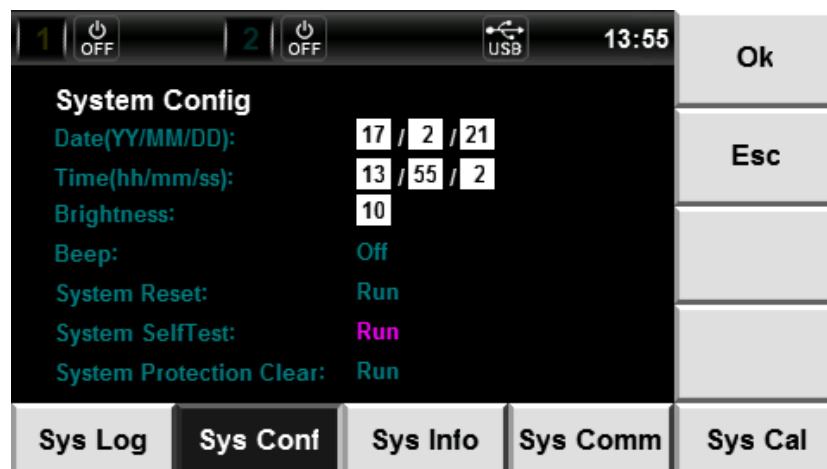 1 OFF 2 OFF USB 13:55
Ok
System Config
Date(YY/MM/DD): 17 / 2 / 21
Esc
Time(hh/mm/ss): 13 / 55 / 2
Brightness: 10
Beep: Off
System Reset: Run
System SelfTest: Run
System Protection Clear: Run
Sys Log Sys Conf Sys Info Sys Comm Sys Cal